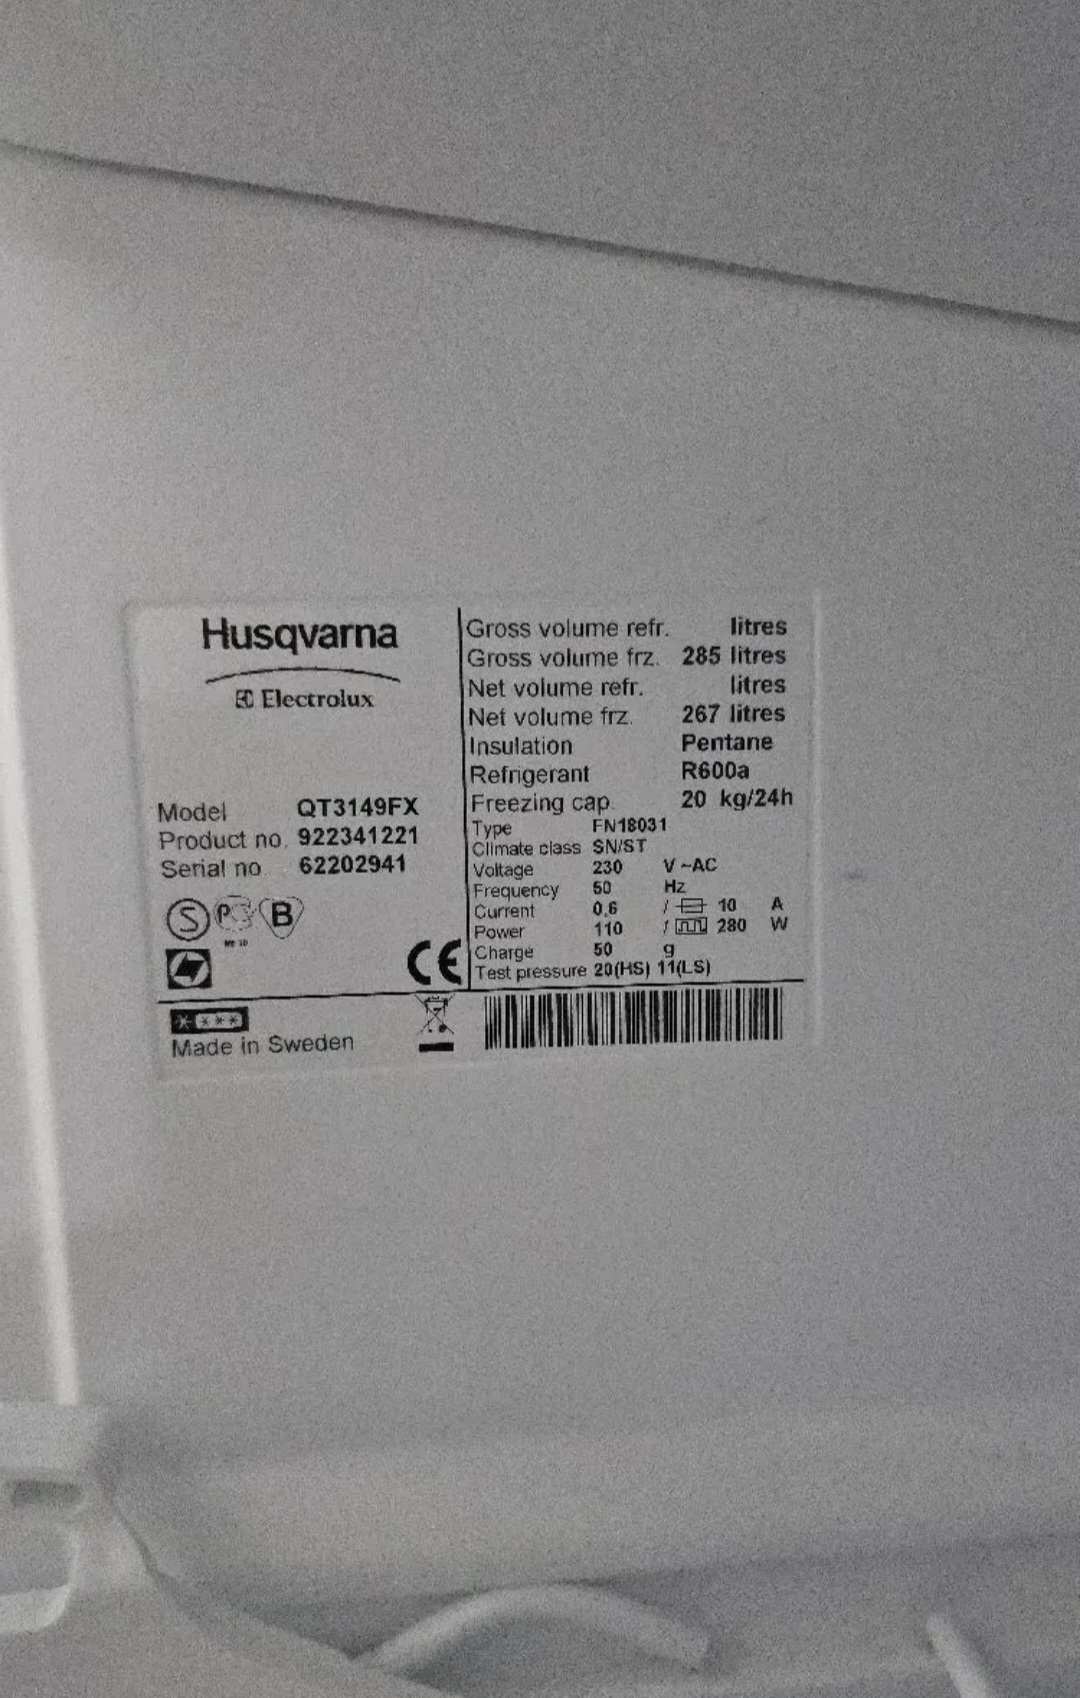 Husqvarna
Electrolux
Model QT3149FX
Product no. 922341221
Serial no 62202941
S P B
CE
Made in Sweden
Gross volume refr. litres
Gross volume frz. 285 litres
Net volume refr. litres
Net volume frz. 267 litres
Insulation Pentane
Refrigerant R600a
Freezing cap. 20 kg/24h
Type FN18031
Climate class SN/ST
Voltage 230 V ~AC
Frequency 50 Hz
Current 0,6 / 10 A
Power 110 / 280 W
Charge 50 g
Test pressure 20(HS) 11(LS)